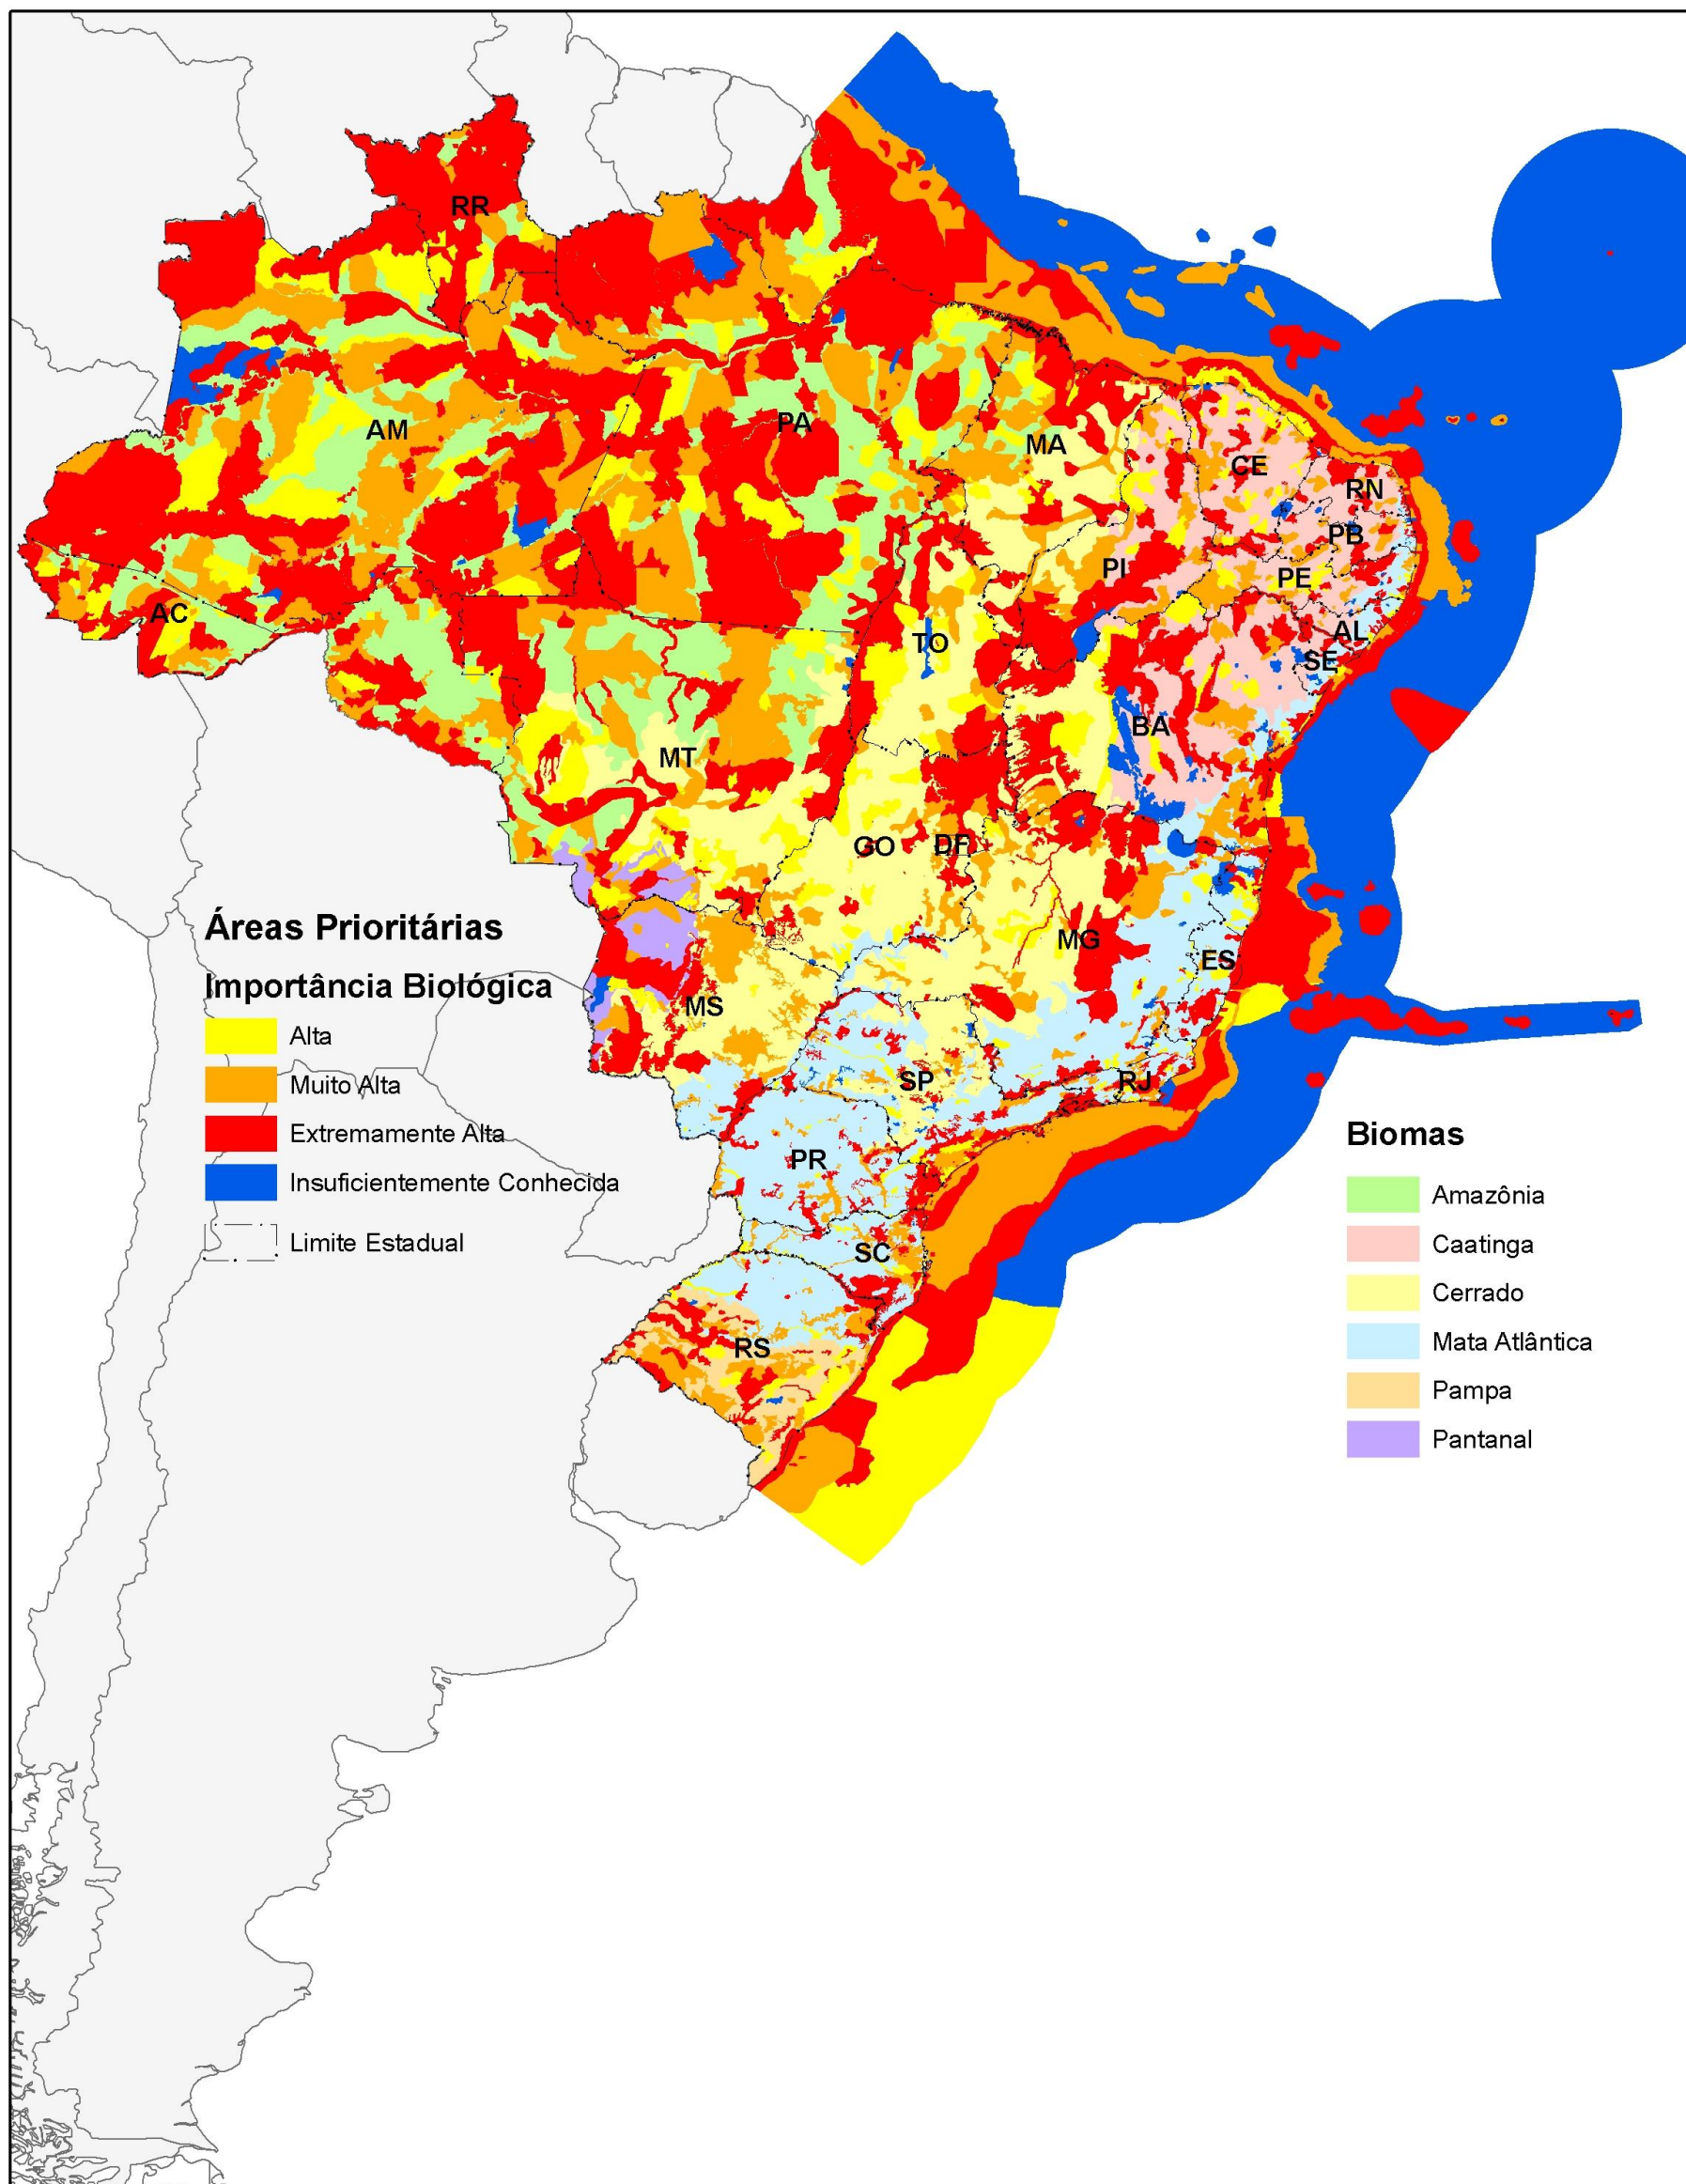 RR
AM
PA
MA
CE
RN
PB
PI
PE
AC
AL
TO
SE
BA
MT
GO
DF
Áreas Prioritárias
MG
ES
Importância Biológica
MS
Alta
Muito Alta
SP
RJ
Extremamente Alta
Biomas
PR
Insuficientemente Conhecida
Amazônia
Limite Estadual
SC
Caatinga
Cerrado
RS
Mata Atlântica
Pampa
Pantanal